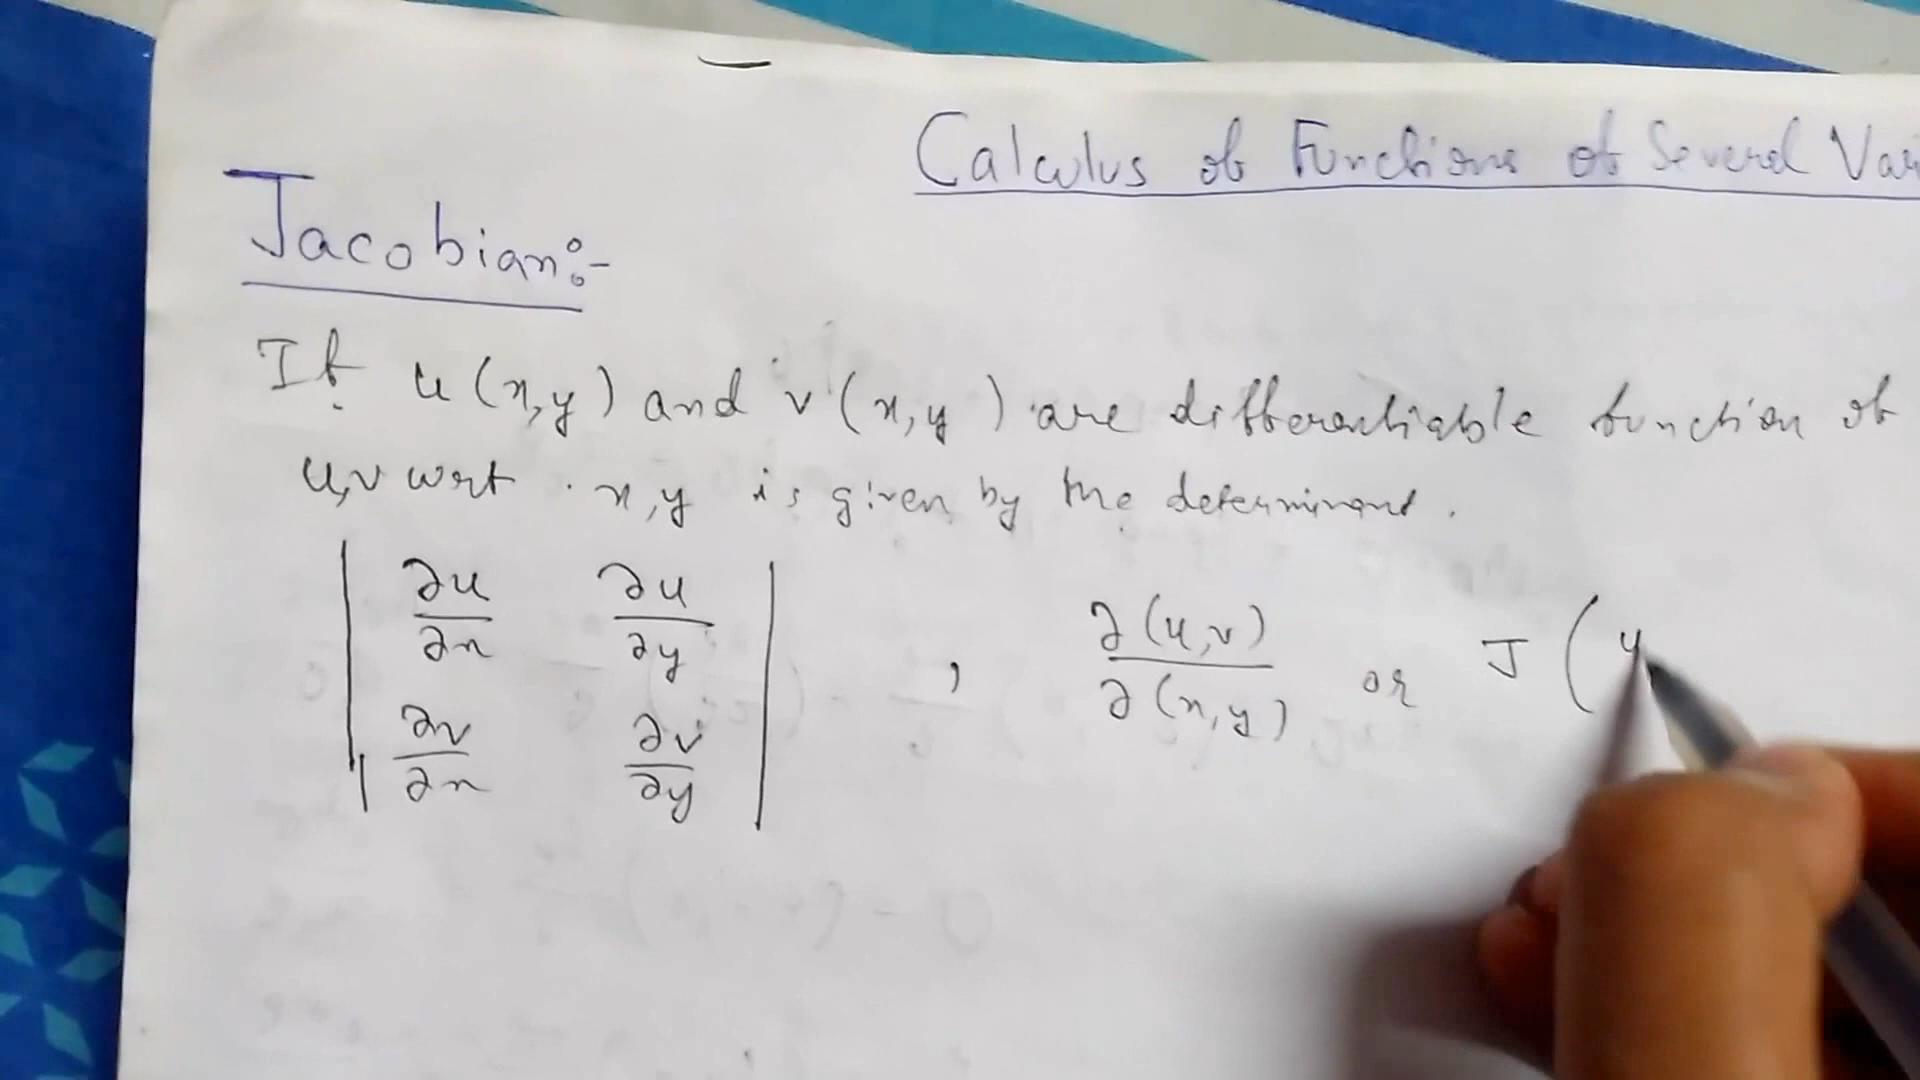 Calculus of Functions of Several Vari
Jacobian:-
If u(x,y) and v(x,y) are differentiable function of
u,v wrt. x,y is given by the determinant.
| ∂u/∂x ∂u/∂y |
| ∂v/∂x ∂v/∂y | , ∂(u,v)/∂(x,y) or J(u